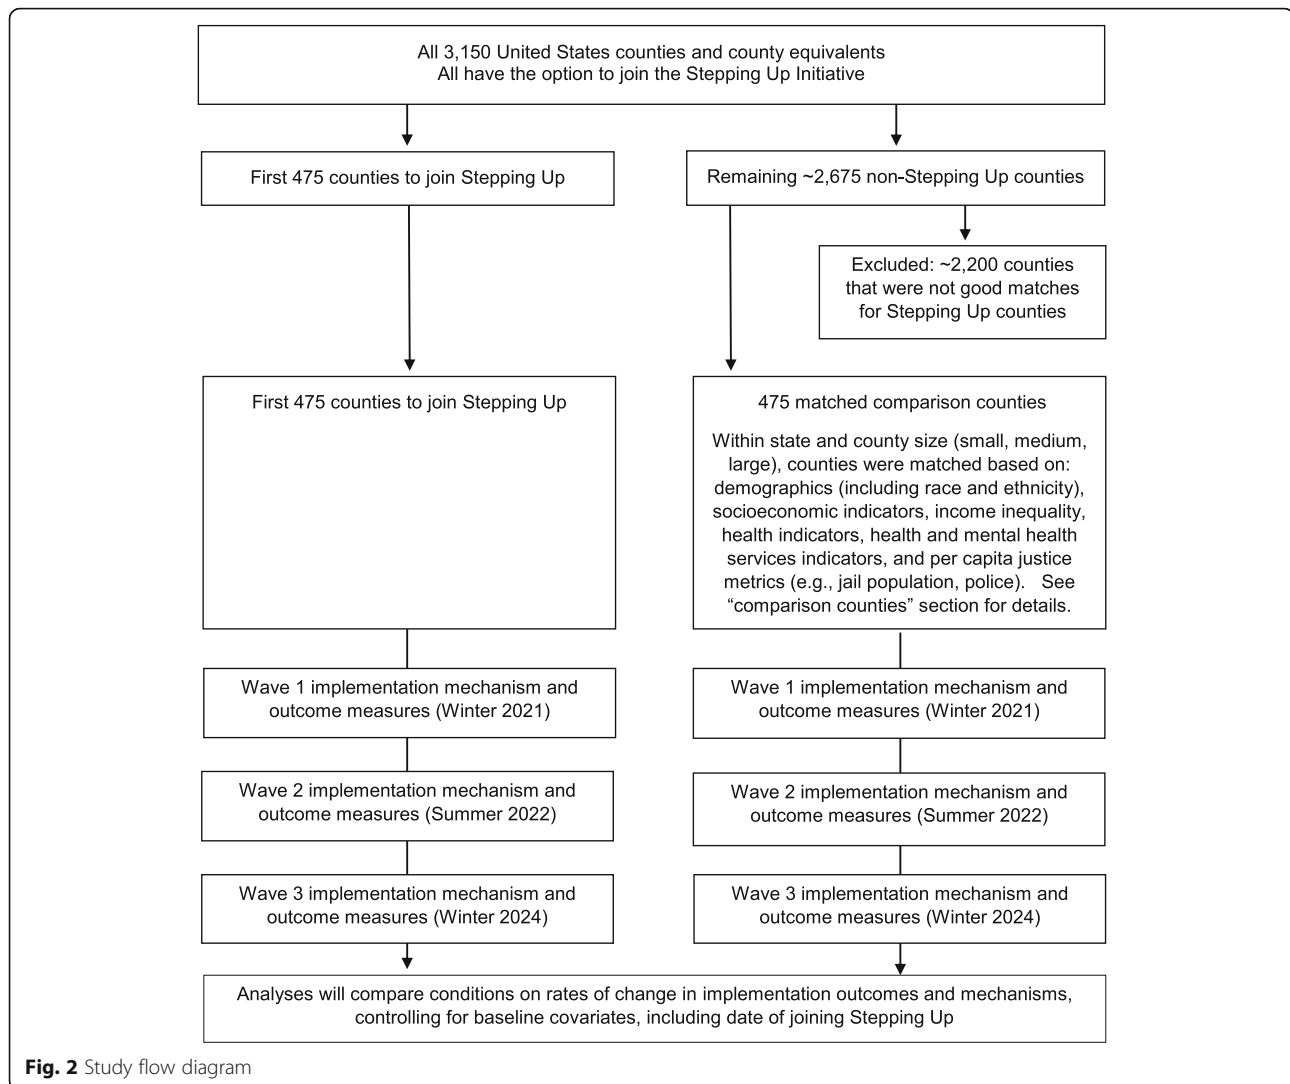 All 3,150 United States counties and county equivalents
All have the option to join the Stepping Up Initiative
First 475 counties to join Stepping Up
Remaining ~2,675 non-Stepping Up counties
Excluded: ~2,200 counties
that were not good matches
for Stepping Up counties
First 475 counties to join Stepping Up
475 matched comparison counties
Within state and county size (small, medium,
large), counties were matched based on:
demographics (including race and ethnicity),
socioeconomic indicators, income inequality,
health indicators, health and mental health
services indicators, and per capita justice
metrics (e.g., jail population, police). See
“comparison counties” section for details.
Wave 1 implementation mechanism and
outcome measures (Winter 2021)
Wave 1 implementation mechanism and
outcome measures (Winter 2021)
Wave 2 implementation mechanism and
outcome measures (Summer 2022)
Wave 2 implementation mechanism and
outcome measures (Summer 2022)
Wave 3 implementation mechanism and
outcome measures (Winter 2024)
Wave 3 implementation mechanism and
outcome measures (Winter 2024)
Analyses will compare conditions on rates of change in implementation outcomes and mechanisms,
controlling for baseline covariates, including date of joining Stepping Up
Fig. 2 Study flow diagram